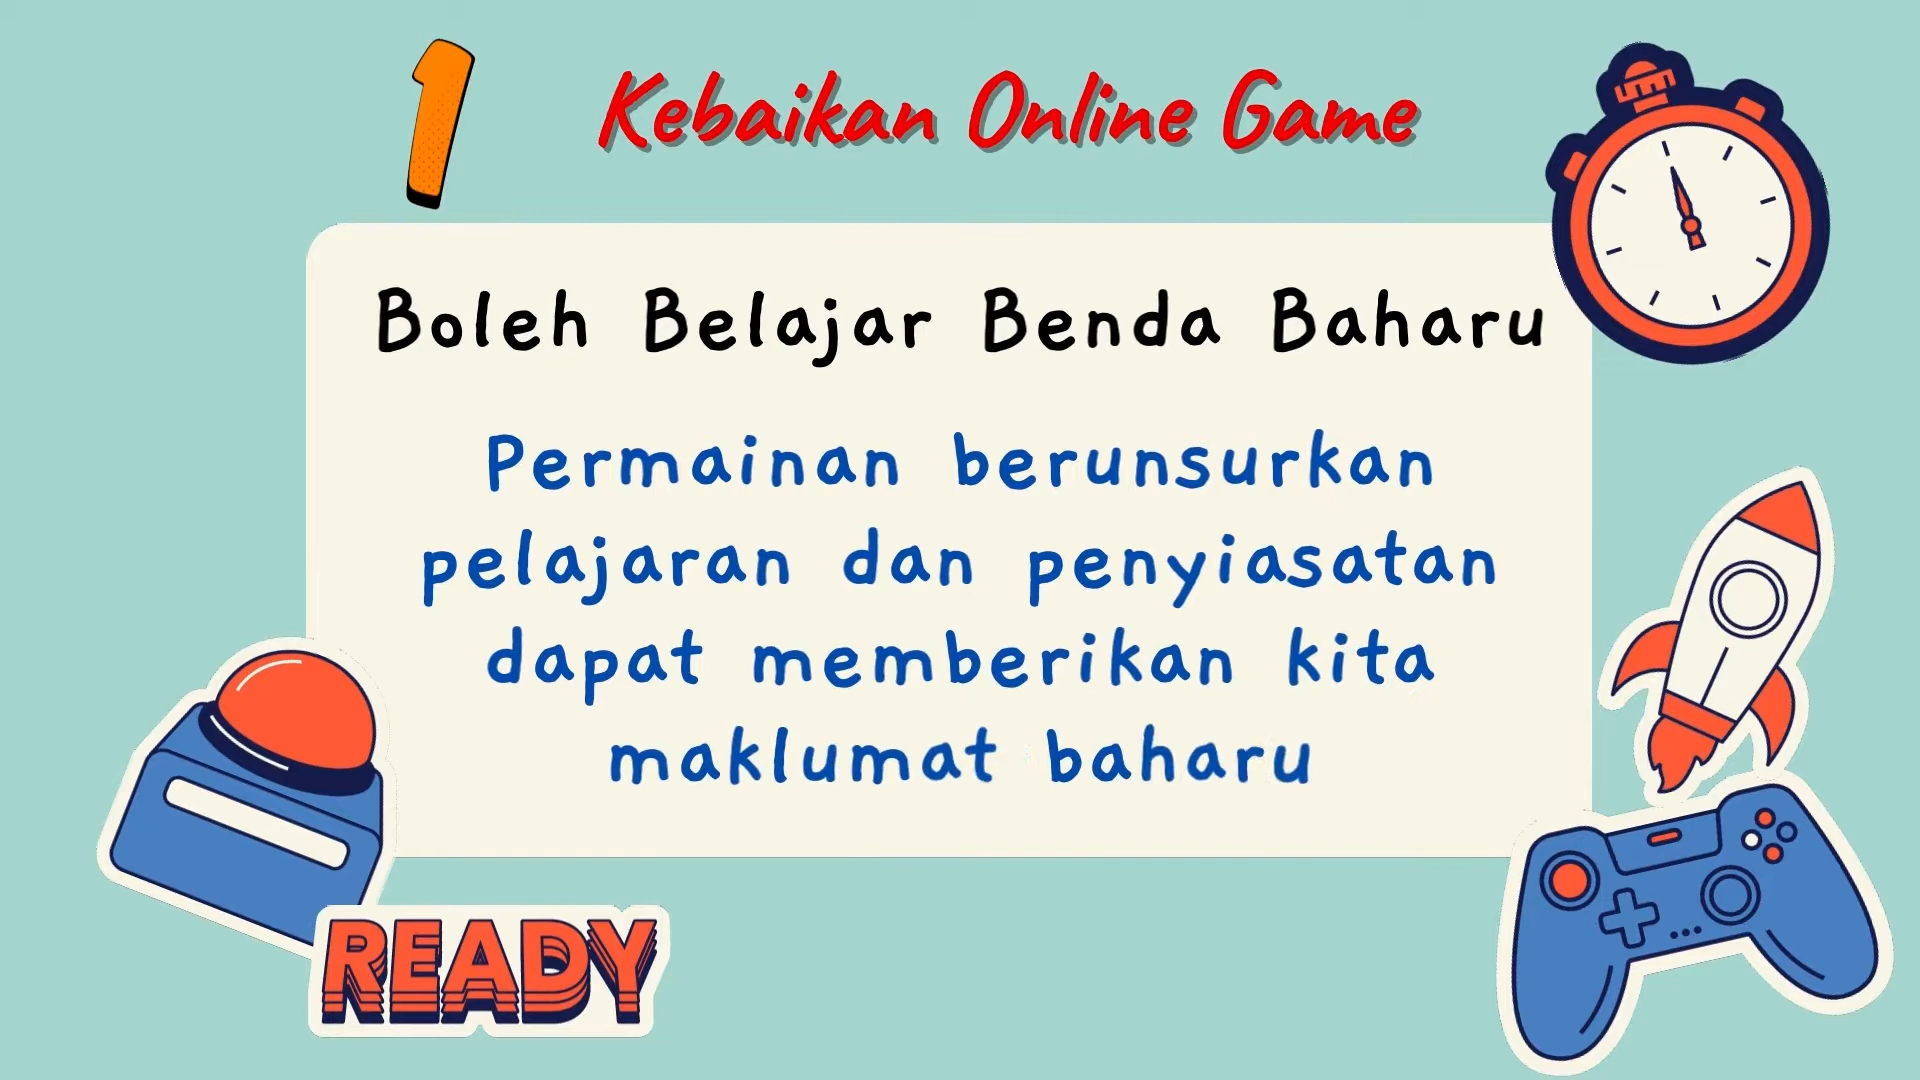 1
Kebaikan Online Game
Boleh Belajar Benda Baharu
Permainan berunsurkan
pelajaran dan penyiasatan
dapat memberikan kita
maklumat baharu
READY